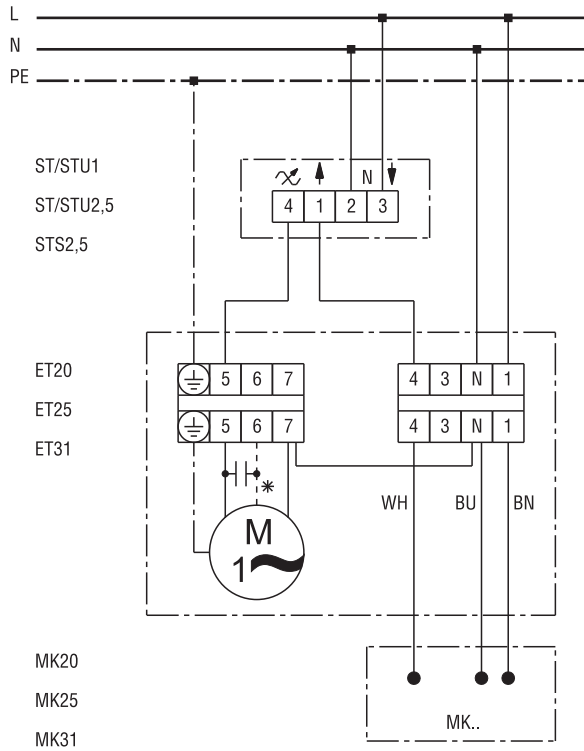 L
N
PE
ST/STU1
ST/STU2,5
STS2,5
N
4 1 2 3
ET20
ET25
ET31
5 6 7
4 3 N 1
5 6 7
4 3 N 1
*
WH BU BN
M
1
MK20
MK25
MK31
MK..